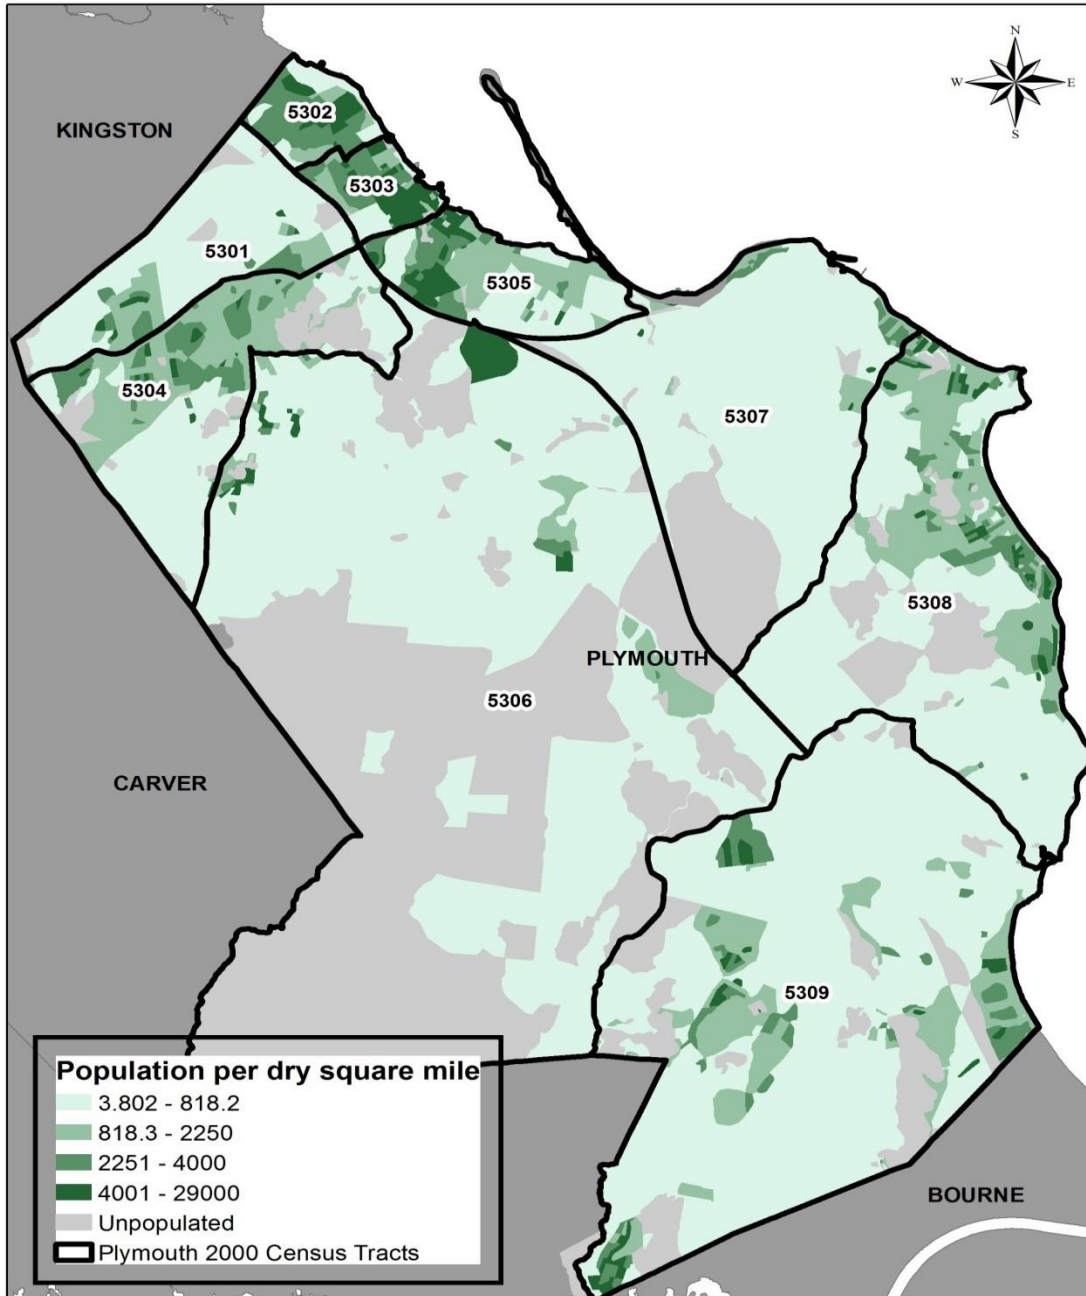 N
W E
S
KINGSTON
5302
5303
5301
5305
5304
5307
5308
PLYMOUTH
5306
CARVER
5309
BOURNE
Population per dry square mile
3.802 - 818.2
818.3 - 2250
2251 - 4000
4001 - 29000
Unpopulated
Plymouth 2000 Census Tracts